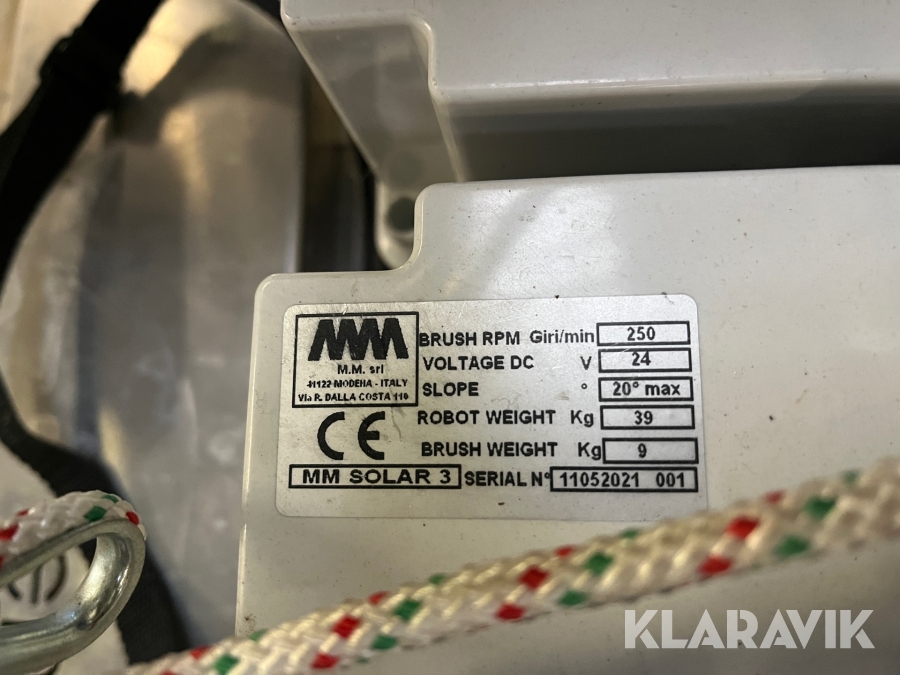 MM
M.M. srl
41122 MODENA - ITALY
Via R. DALLA COSTA 110
CE
MM SOLAR 3
BRUSH RPM Giri/min 250
VOLTAGE DC V 24
SLOPE ° 20° max
ROBOT WEIGHT Kg 39
BRUSH WEIGHT Kg 9
SERIAL N° 11052021 001
KLARAVIK